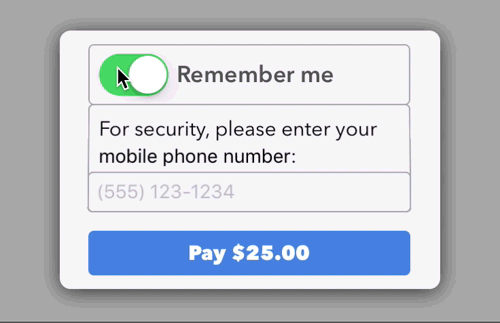 Remember me
For security, please enter your
mobile phone number:
(555) 123-1234
Pay $25.00